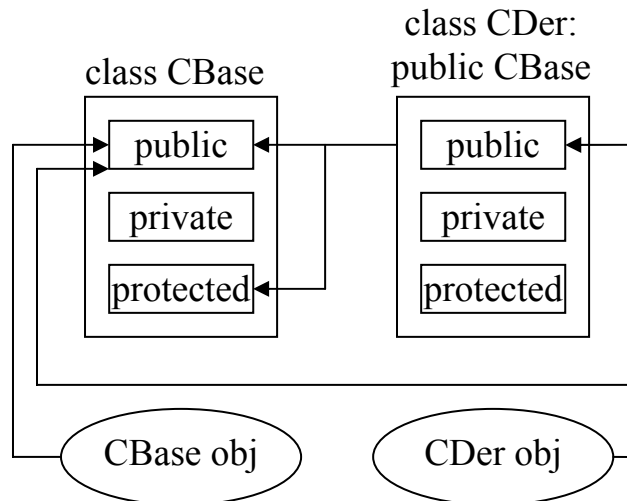 class CBase
class CDer:
public CBase
public
private
protected
public
private
protected
CBase obj
CDer obj